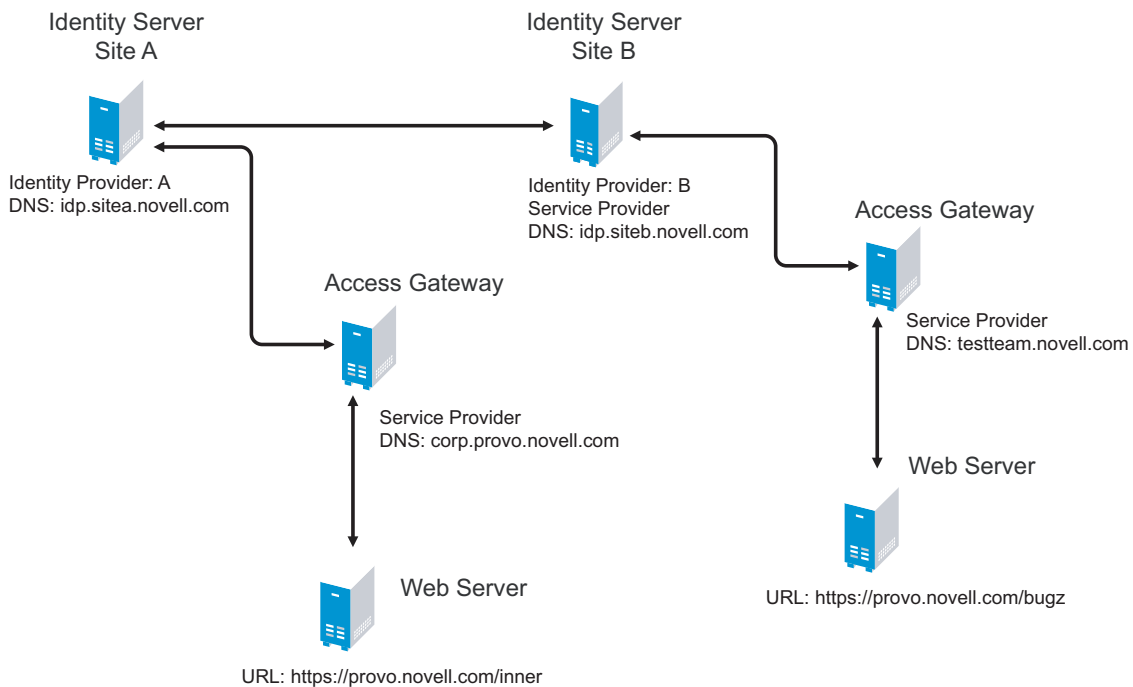 Identity Server
Site A
Identity Server
Site B
Identity Provider: A
DNS: idp.sitea.novell.com
Identity Provider: B
Service Provider
DNS: idp.siteb.novell.com
Access Gateway
Service Provider
DNS: testteam.novell.com
Access Gateway
Service Provider
DNS: corp.provo.novell.com
Web Server
URL: https://provo.novell.com/bugz
Web Server
URL: https://provo.novell.com/inner